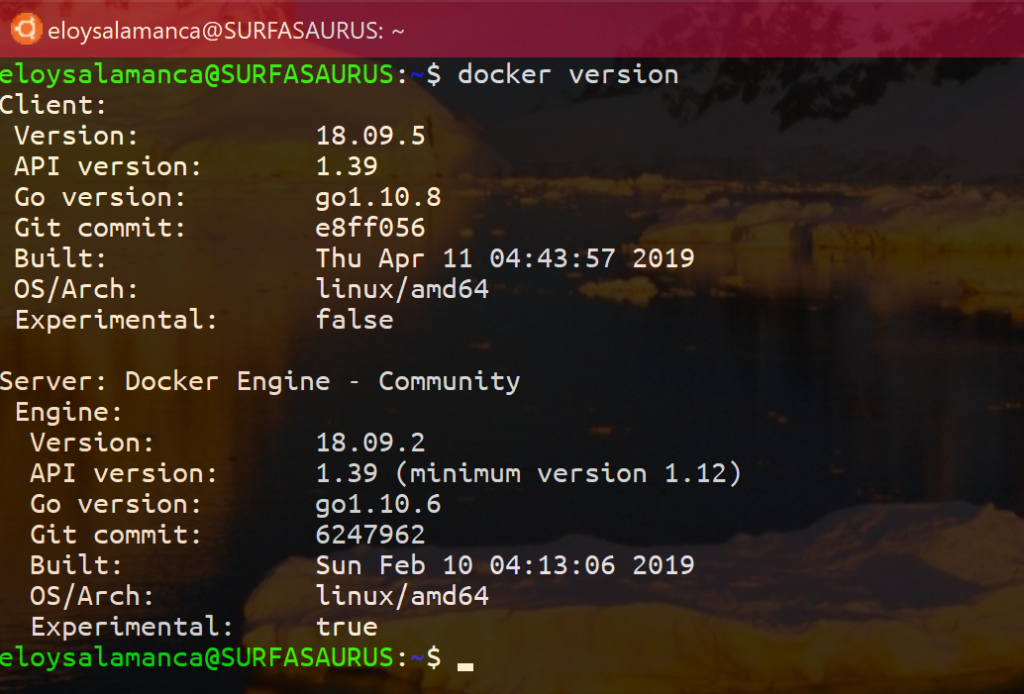 eloysalamanca@SURFASAURUS: ~
eloysalamanca@SURFASAURUS:~$ docker version
Client:
 Version:           18.09.5
 API version:       1.39
 Go version:        go1.10.8
 Git commit:        e8ff056
 Built:             Thu Apr 11 04:43:57 2019
 OS/Arch:           linux/amd64
 Experimental:      false

Server: Docker Engine - Community
 Engine:
  Version:          18.09.2
  API version:      1.39 (minimum version 1.12)
  Go version:       go1.10.6
  Git commit:       6247962
  Built:            Sun Feb 10 04:13:06 2019
  OS/Arch:          linux/amd64
  Experimental:     true
eloysalamanca@SURFASAURUS:~$